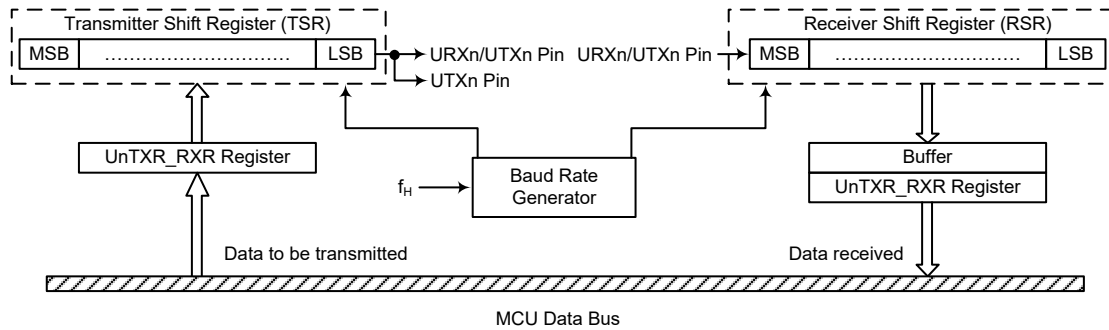 Transmitter Shift Register (TSR)
MSB ………………………… LSB
URXn/UTXn Pin
UTXn Pin
Receiver Shift Register (RSR)
URXn/UTXn Pin
MSB ………………………… LSB
UnTXR_RXR Register
Baud Rate
Generator
fH
Buffer
UnTXR_RXR Register
Data to be transmitted
Data received
MCU Data Bus